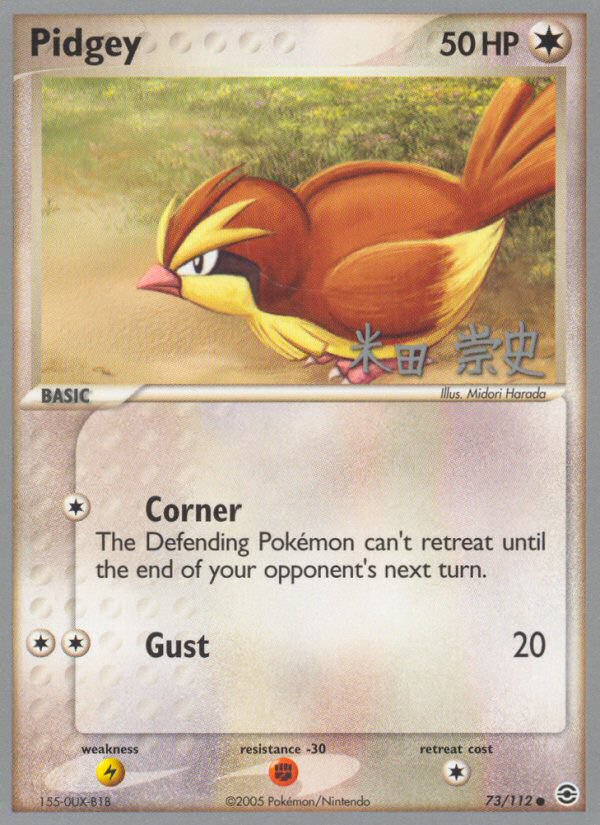 Pidgey 50 HP
米田 崇史
BASIC
Illus. Midori Harada
Corner
The Defending Pokémon can't retreat until
the end of your opponent's next turn.
Gust 20
weakness resistance -30 retreat cost
155-0UX-B1B ©2005 Pokémon/Nintendo 73/112